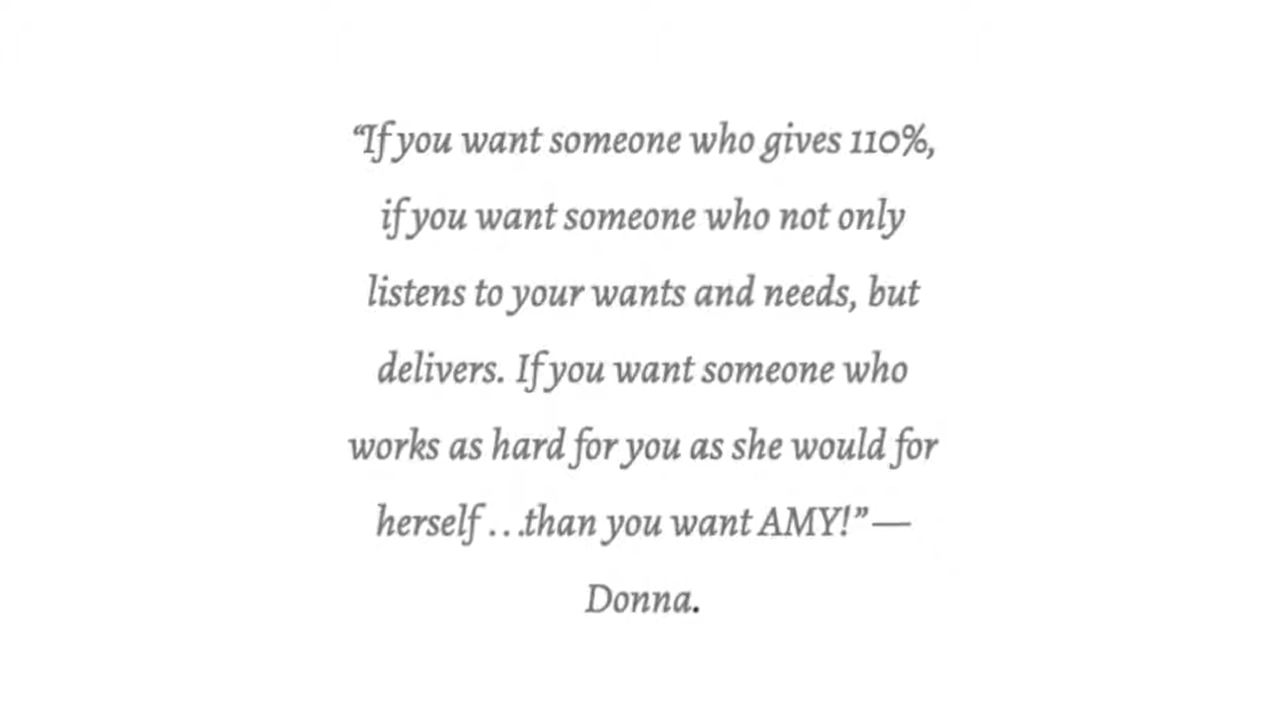 “If you want someone who gives 110%,
if you want someone who not only
listens to your wants and needs, but
delivers. If you want someone who
works as hard for you as she would for
herself . . .than you want AMY!” —
Donna.